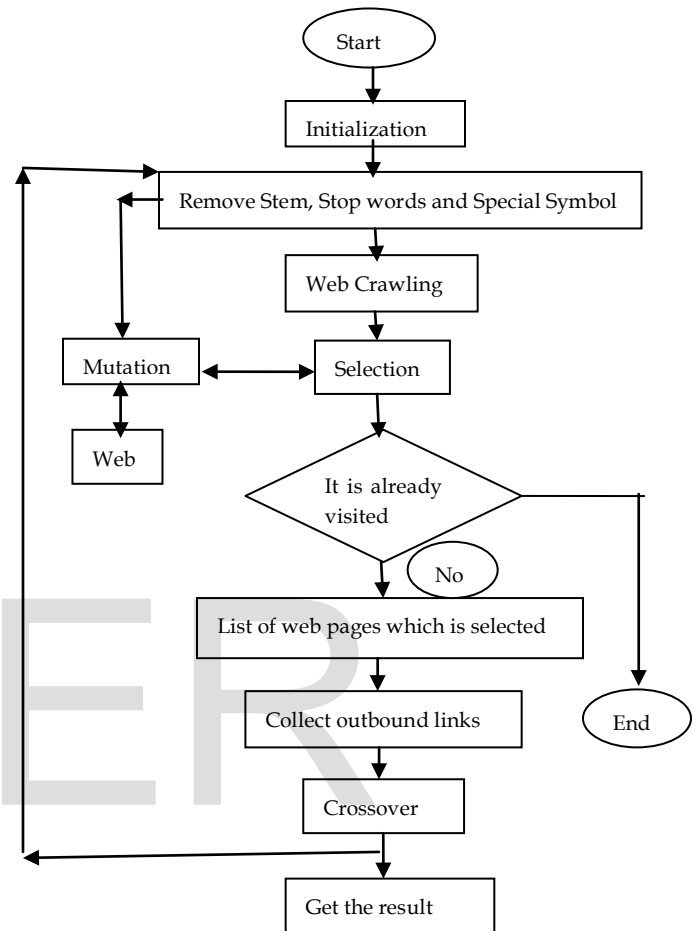 Start
Initialization
Remove Stem, Stop words and Special Symbol
Web Crawling
Mutation
Selection
Web
It is already
visited
No
List of web pages which is selected
Collect outbound links
End
Crossover
Get the result
ER